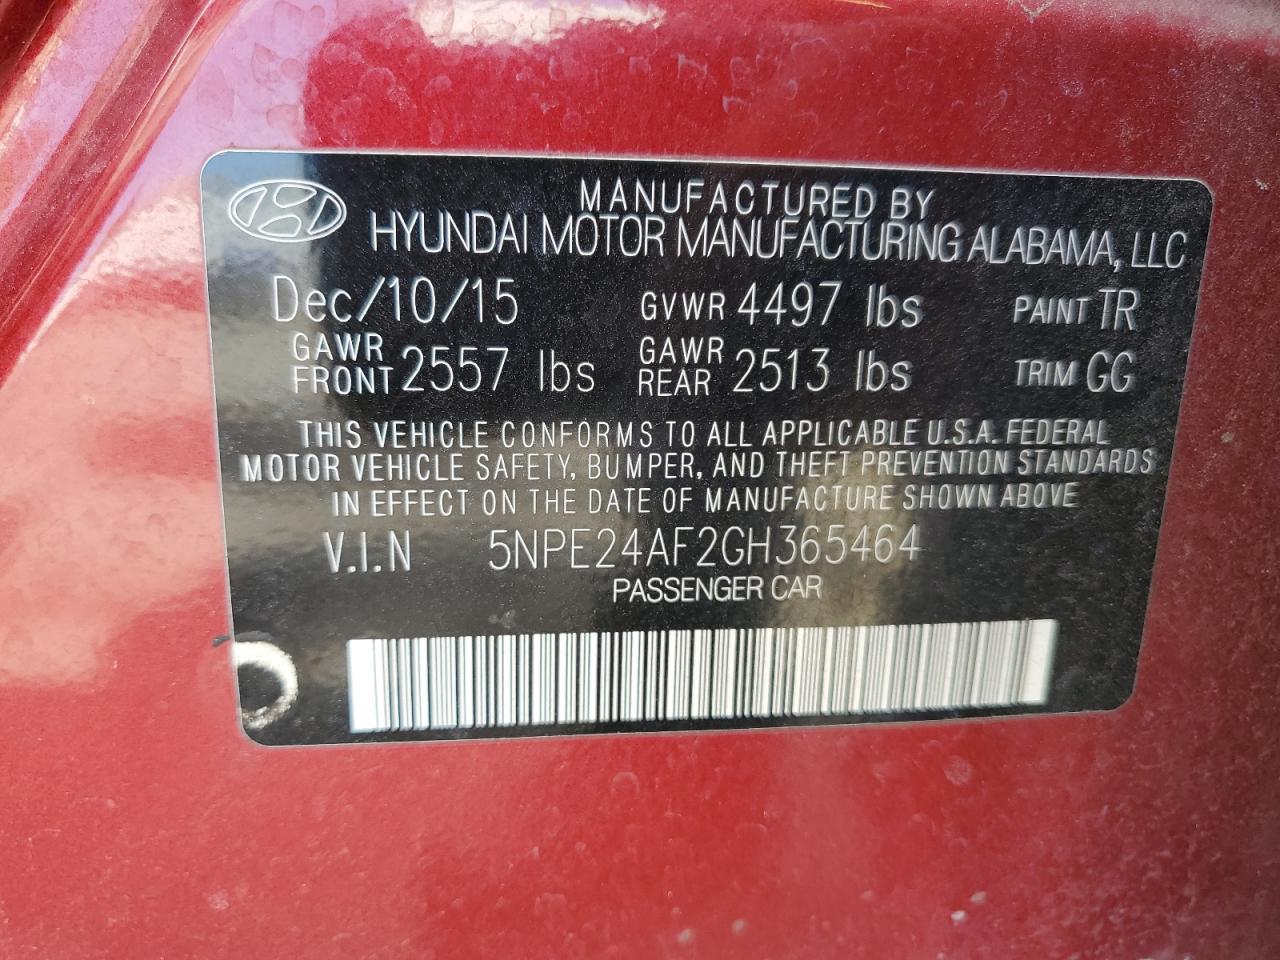 MANUFACTURED BY
HYUNDAI MOTOR MANUFACTURING ALABAMA, LLC
Dec/10/15 GVWR 4497 lbs PAINT TR
GAWR FRONT 2557 lbs GAWR REAR 2513 lbs TRIM GG
THIS VEHICLE CONFORMS TO ALL APPLICABLE U.S.A. FEDERAL
MOTOR VEHICLE SAFETY, BUMPER, AND THEFT PREVENTION STANDARDS
IN EFFECT ON THE DATE OF MANUFACTURE SHOWN ABOVE
V.I.N 5NPE24AF2GH365464
PASSENGER CAR